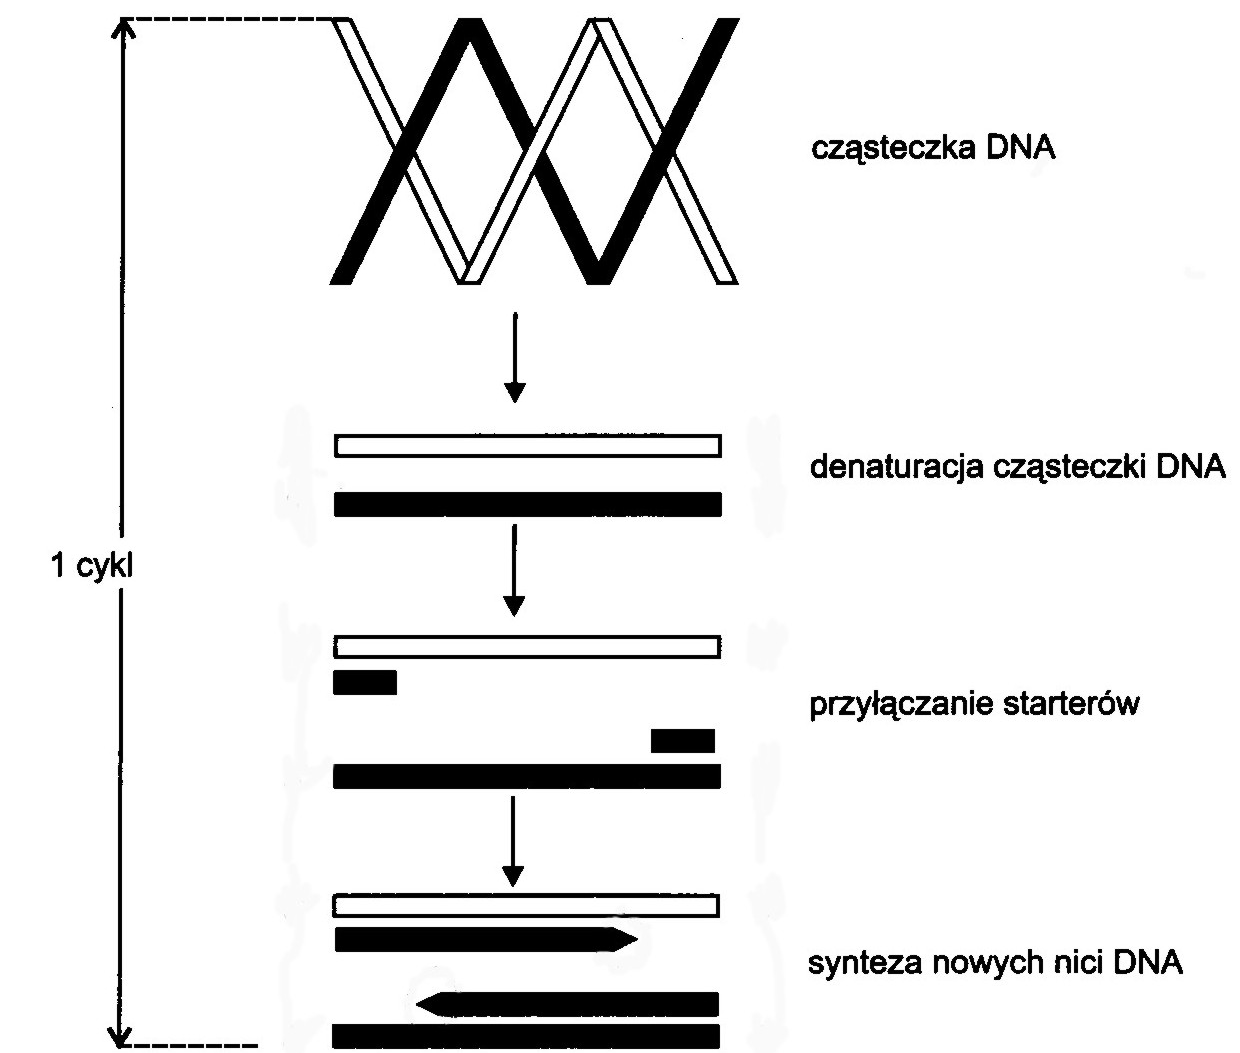 cząsteczka DNA
denaturacja cząsteczki DNA
1 cykl
przyłączanie starterów
synteza nowych nici DNA